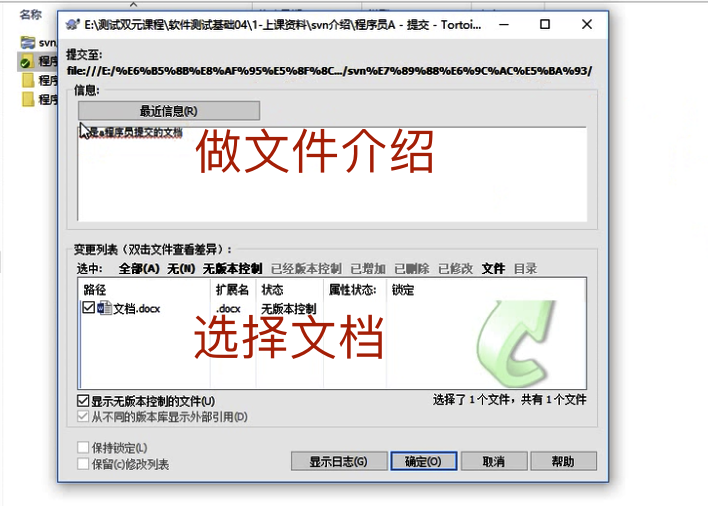 名称
E:\测试双元课程\软件测试基础04\1-上课资料\svn介绍\程序员A - 提交 - Tortoi...
svn
程序
程序
程序
提交至:
file:///E:/%E6%B5%8B%E8%AF%95%E5%8F%8C.../svn%E7%89%88%E6%9C%AC%E5%BA%93/
信息:
最近信息(R)
是a程序员提交的文档
做文件介绍
变更列表（双击文件查看差异）:
选中: 全部(A) 无(N) 无版本控制 已经版本控制 已增加 已删除 已修改 文件 目录
路径 扩展名 状态 属性状态: 锁定
文档.docx .docx 无版本控制
选择文档
显示无版本控制的文件(U) 选择了 1 个文件，共有 1 个文件
从不同的版本库显示外部引用(D)
保持锁定(L)
保留(c)修改列表
显示日志(G) 确定(O) 取消 帮助